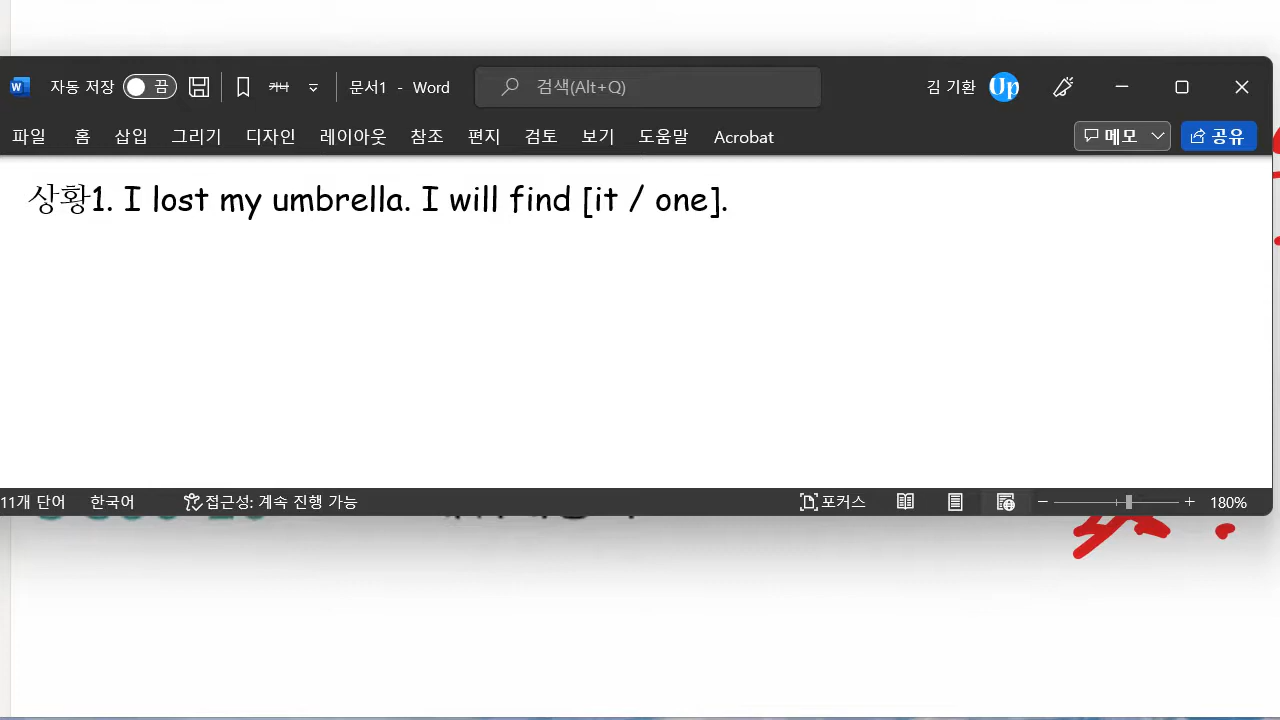 자동 저장 끔 가나 문서1 - Word 검색(Alt+Q) 김 기환 Up
파일 홈 삽입 그리기 디자인 레이아웃 참조 편지 검토 보기 도움말 Acrobat 메모 공유
상황1. I lost my umbrella. I will find [it / one].
11개 단어 한국어 접근성: 계속 진행 가능 포커스 180%